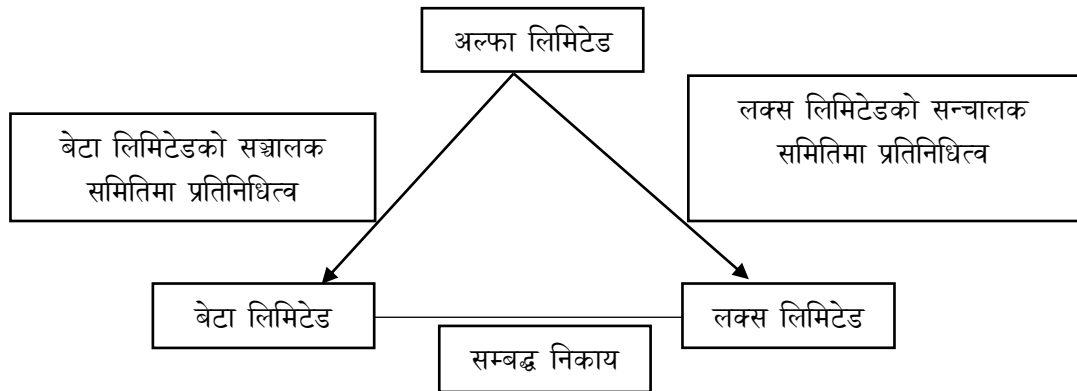 अल्फा लिमिटेड
बेटा लिमिटेडको सञ्चालक
समितिमा प्रतिनिधित्व
लक्स लिमिटेडको सन्चालक
समितिमा प्रतिनिधित्व
बेटा लिमिटेड
लक्स लिमिटेड
सम्बद्ध निकाय